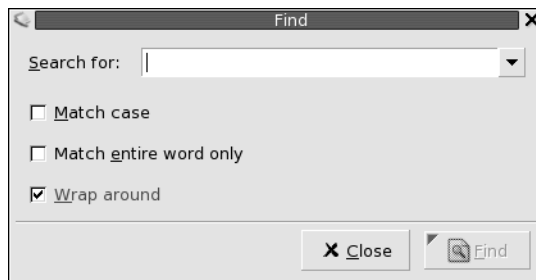 Find
Search for:
Match case
Match entire word only
Wrap around
Close
Find